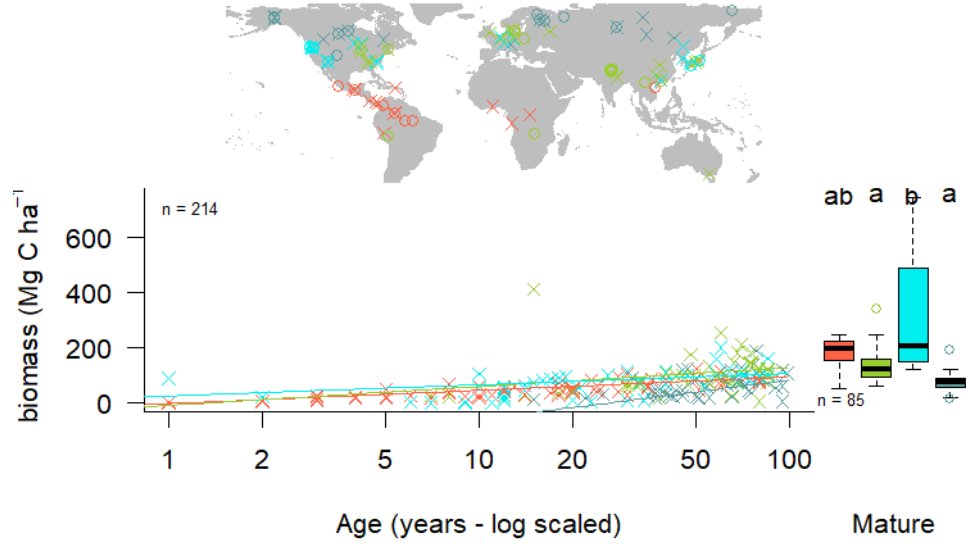 ab a b a
n = 214
biomass (Mg C ha⁻¹
600
400
200
0
n = 85
1 2 5 10 20 50 100
Age (years - log scaled) Mature